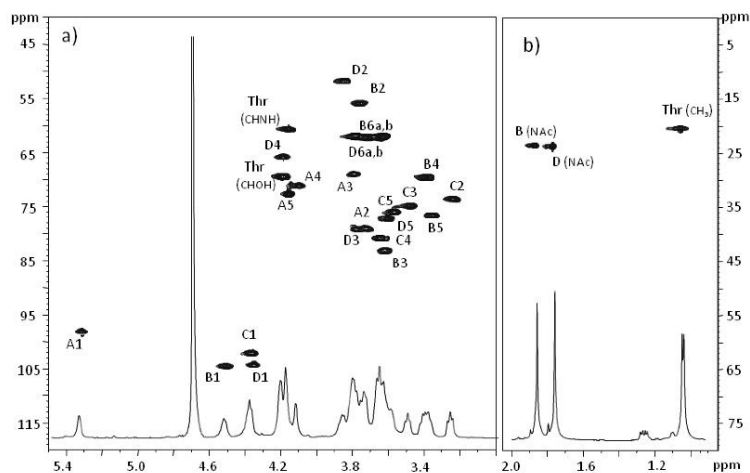 ppm
a)
45
55
65
75
85
95
105
115
D2
B2
Thr
(CHNH)
B6a,b
D4
D6a,b
Thr
(CHOH)
A4
A3
B4
A5
C5
C3
C2
A2
D5
B5
D3
C4
B3
A1
C1
B1
D1
5.4
5.0
4.6
4.2
3.8
3.4
ppm
b)
ppm
5
15
25
35
45
55
65
75
Thr (CH3)
B (NAc)
D (NAc)
2.0
1.6
1.2
ppm